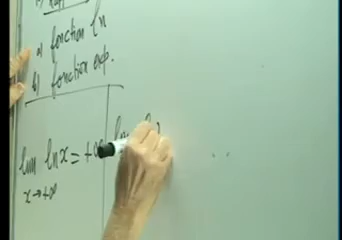 a) fonction ln
b) fonction exp.
lim ln x = +∞
x → +∞